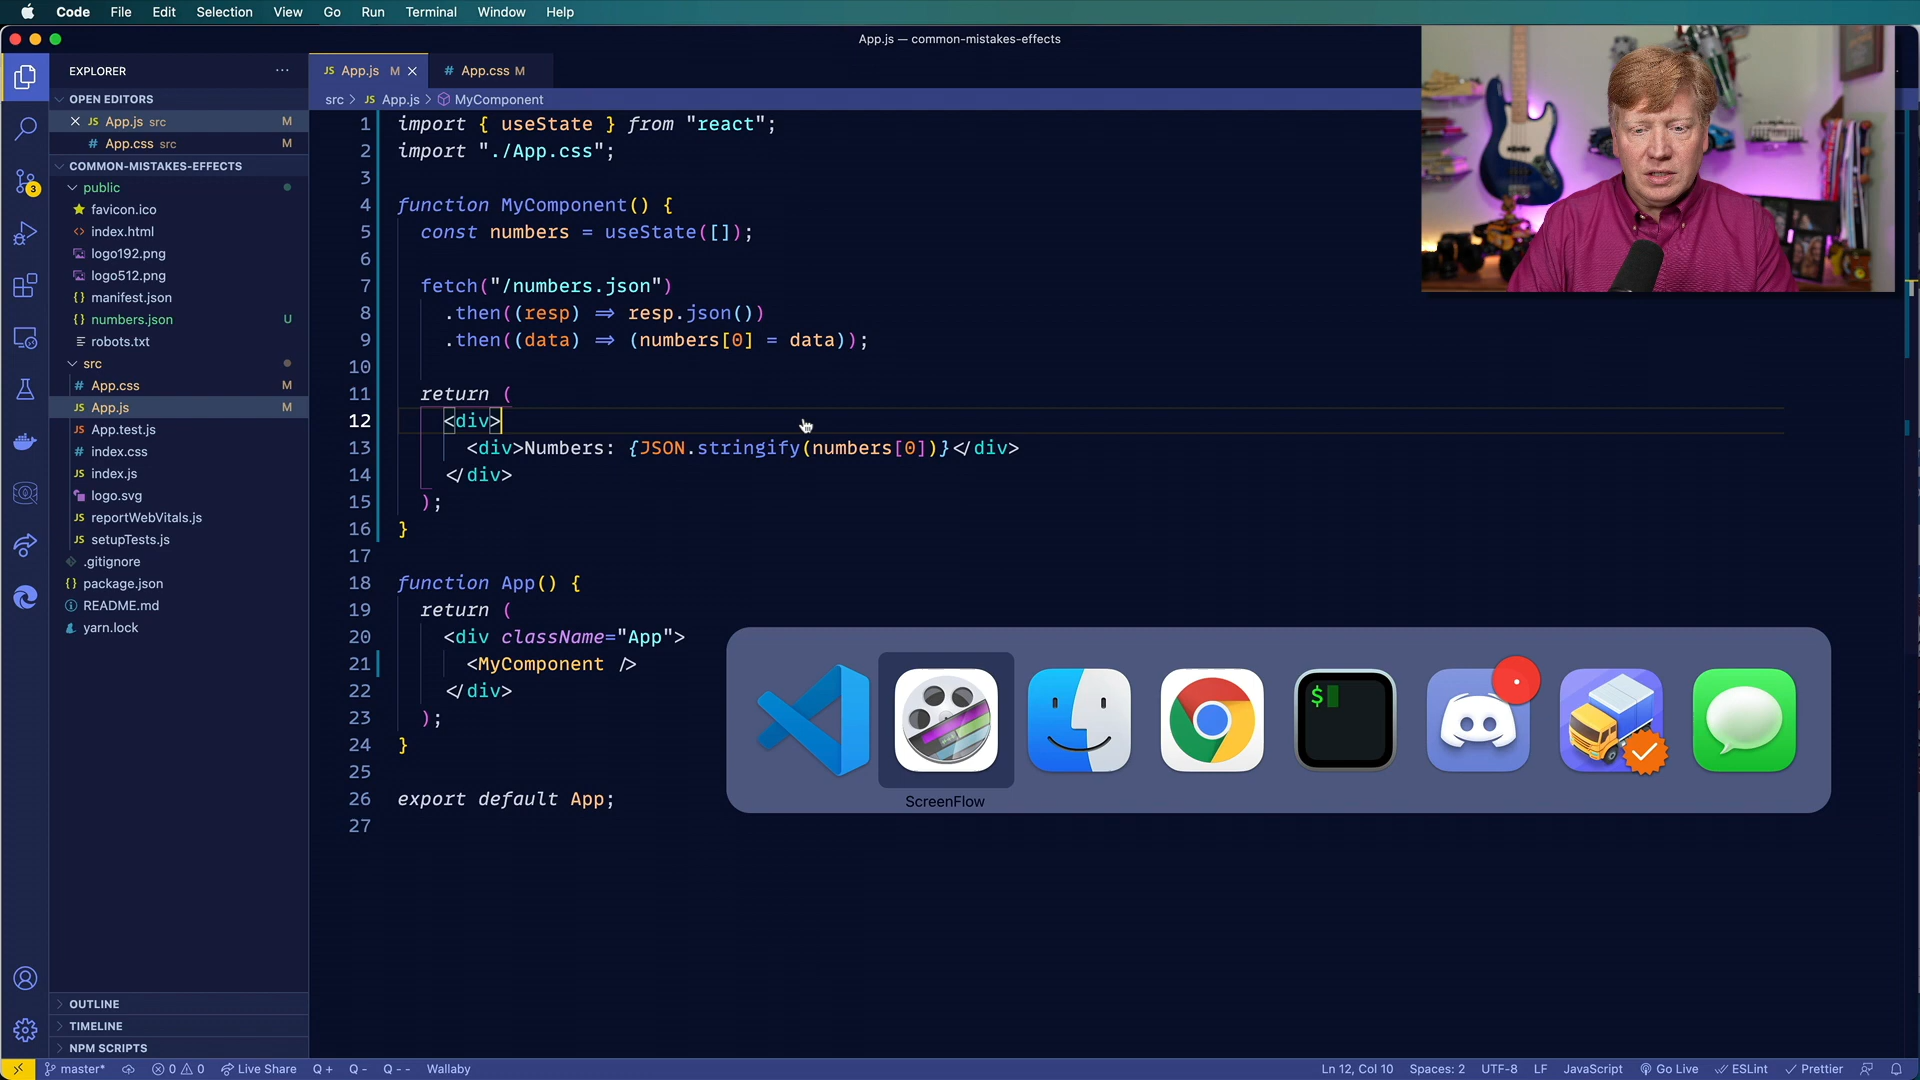 Code File Edit Selection View Go Run Terminal Window Help
App.js — common-mistakes-effects
EXPLORER
OPEN EDITORS
App.js src M
App.css src M
COMMON-MISTAKES-EFFECTS
public
favicon.ico
index.html
logo192.png
logo512.png
manifest.json
numbers.json U
robots.txt
src
App.css M
App.js M
App.test.js
index.css
index.js
logo.svg
reportWebVitals.js
setupTests.js
.gitignore
package.json
README.md
yarn.lock
OUTLINE
TIMELINE
NPM SCRIPTS
3
JS App.js M
# App.css M
src > JS App.js > MyComponent
1 import { useState } from "react";
2 import "./App.css";
3
4 function MyComponent() {
5 const numbers = useState([]);
6
7 fetch("/numbers.json")
8 .then((resp) => resp.json())
9 .then((data) => (numbers[0] = data));
10
11 return (
12 <div>
13 <div>Numbers: {JSON.stringify(numbers[0])}</div>
14 </div>
15 );
16 }
17
18 function App() {
19 return (
20 <div className="App">
21 <MyComponent />
22 </div>
23 );
24 }
25
26 export default App;
27
$
ScreenFlow
master* 0 0 Live Share Q + Q - Q - - Wallaby
Ln 12, Col 10 Spaces: 2 UTF-8 LF JavaScript Go Live ESLint Prettier